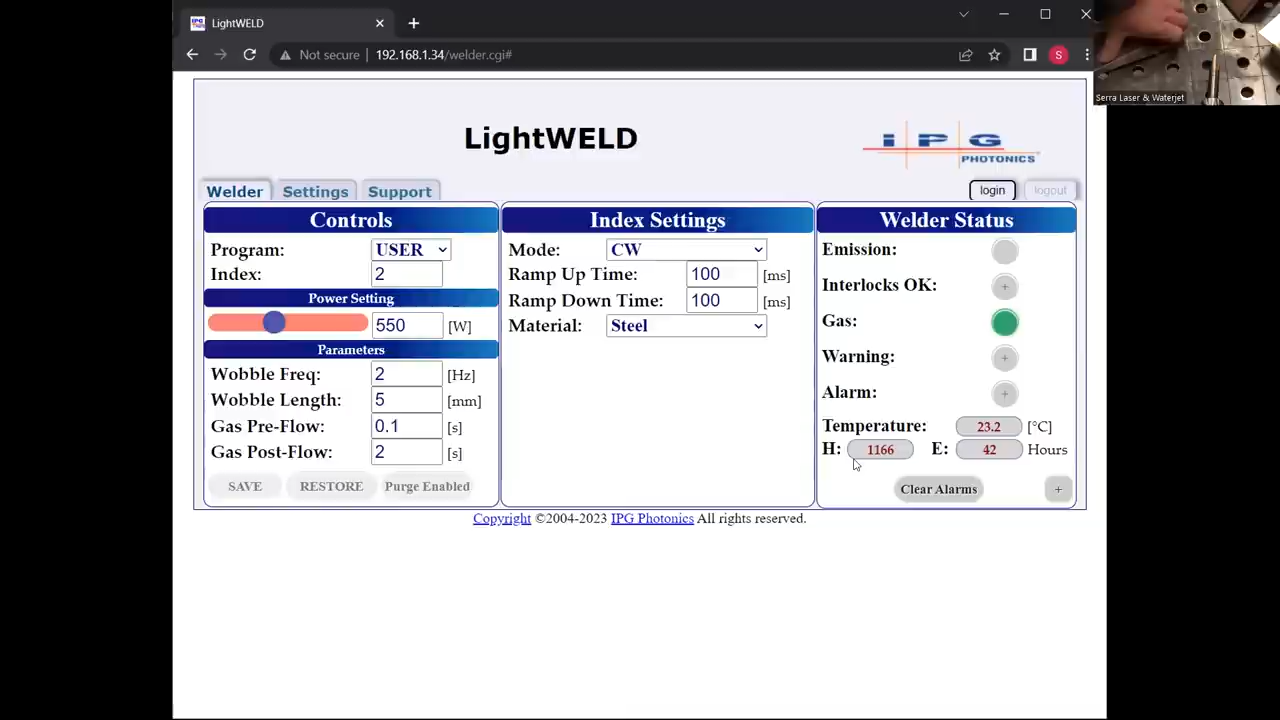 LightWELD
Not secure | 192.168.1.34/welder.cgi#
S
Serra Laser & Waterjet
LightWELD
IPG
PHOTONICS
Welder Settings Support
login logout
Controls
Program: USER
Index: 2
Power Setting
550 [W]
Parameters
Wobble Freq: 2 [Hz]
Wobble Length: 5 [mm]
Gas Pre-Flow: 0.1 [s]
Gas Post-Flow: 2 [s]
SAVE RESTORE Purge Enabled
Index Settings
Mode: CW
Ramp Up Time: 100 [ms]
Ramp Down Time: 100 [ms]
Material: Steel
Welder Status
Emission:
Interlocks OK: +
Gas:
Warning: +
Alarm: +
Temperature: 23.2 [°C]
H: 1166 E: 42 Hours
Clear Alarms +
Copyright ©2004-2023 IPG Photonics All rights reserved.